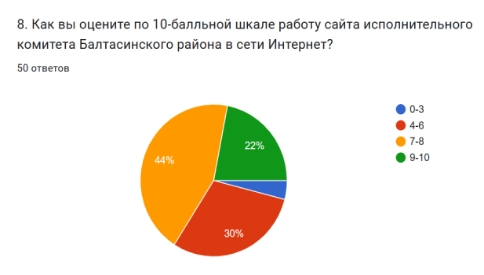 8. Как вы оцените по 10-балльной шкале работу сайта исполнительного
комитета Балтасинского района в сети Интернет?
50 ответов
44%
22%
30%
0-3
4-6
7-8
9-10